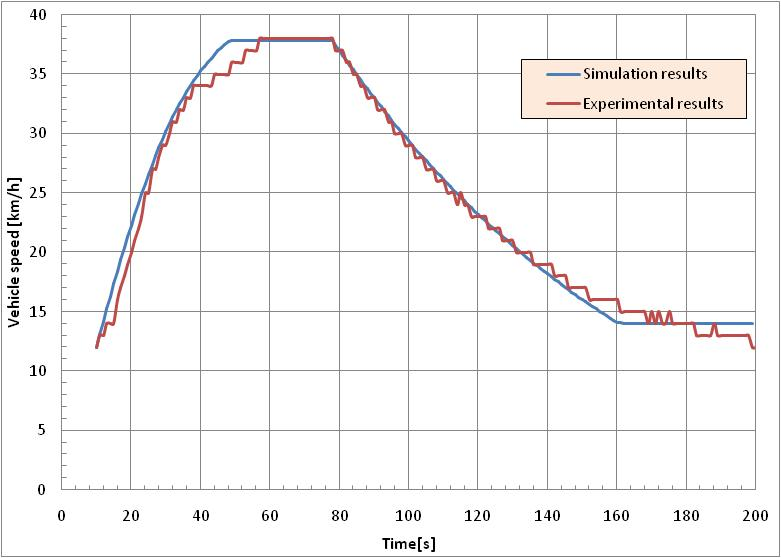 40
35
30
25
20
15
10
5
0
Vehicle speed [km/h]
Simulation results
Experimental results
0 20 40 60 80 100 120 140 160 180 200
Time[s]